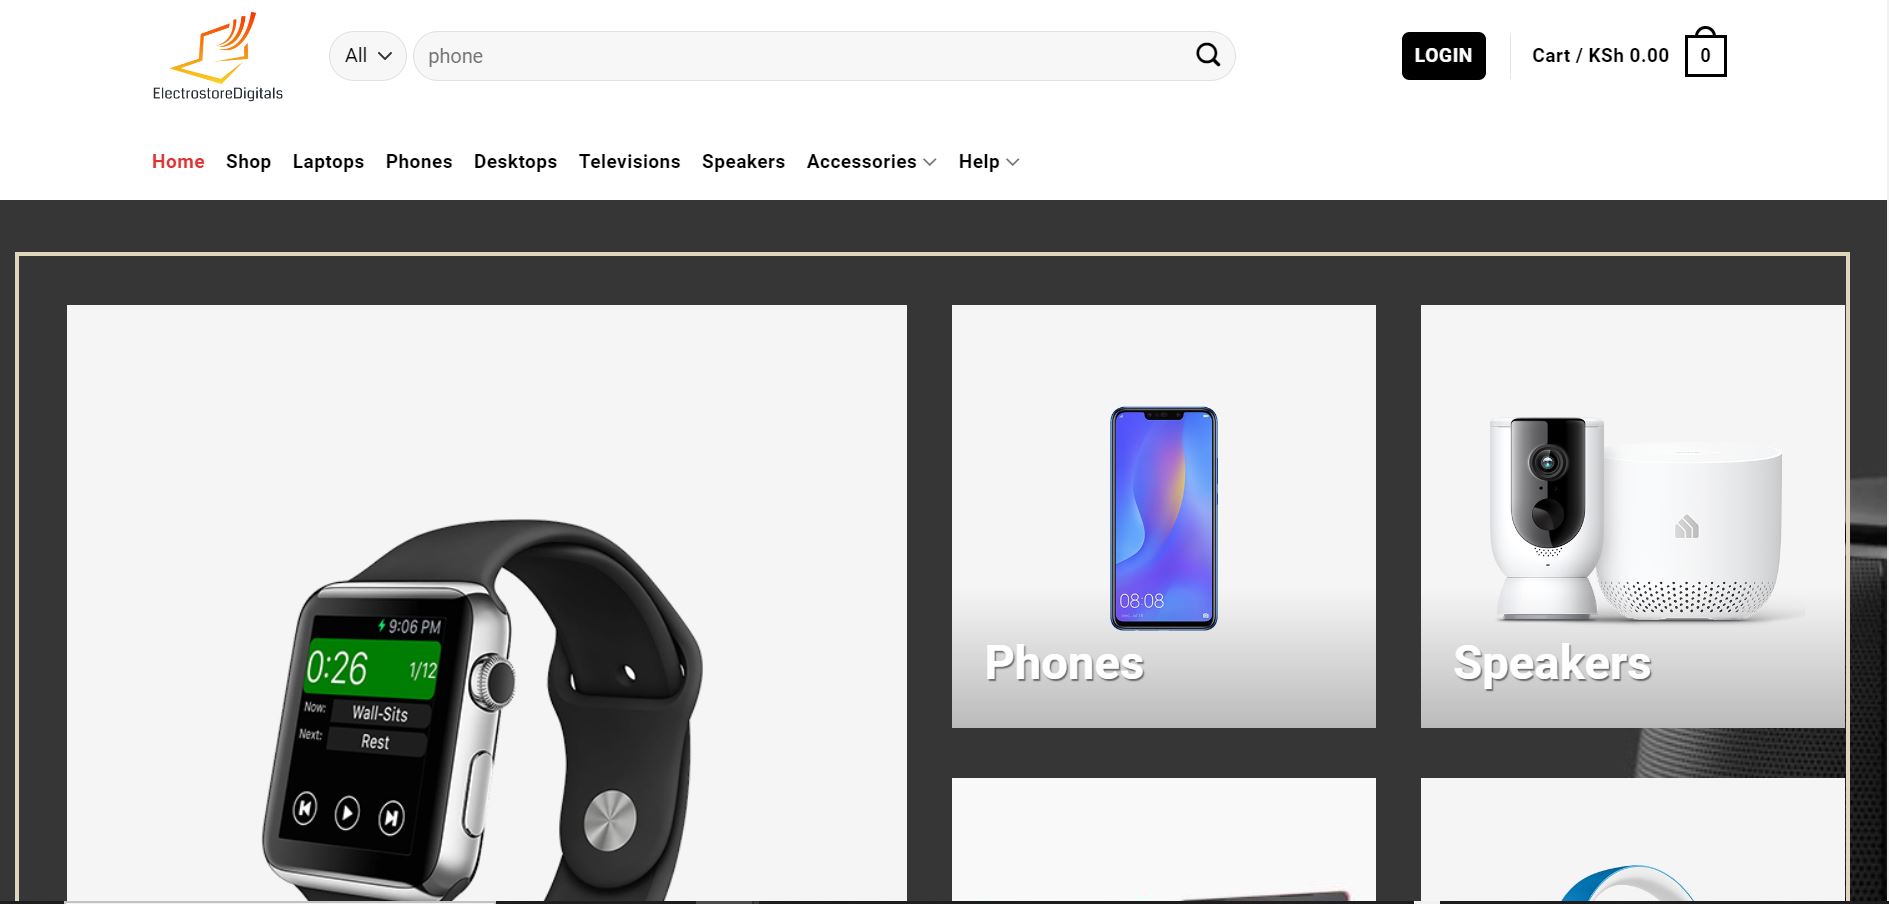 ElectrostoreDigitals
All
phone
LOGIN
Cart / KSh 0.00
0
Home Shop Laptops Phones Desktops Televisions Speakers Accessories Help
9:06 PM
0:26 1/12
Now: Wall-Sits
Next: Rest
08:08
Phones
Speakers